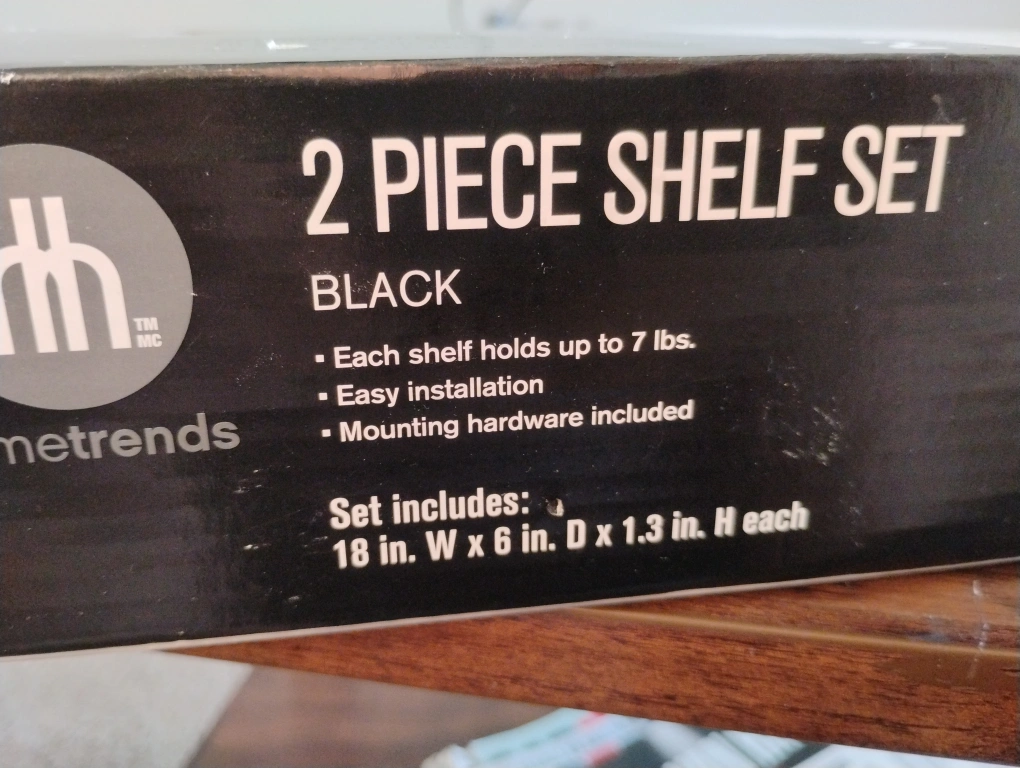 2 PIECE SHELF SET
BLACK
▪ Each shelf holds up to 7 lbs.
▪ Easy installation
▪ Mounting hardware included
Set includes:
18 in. W x 6 in. D x 1.3 in. H each
h
TM
MC
metrends